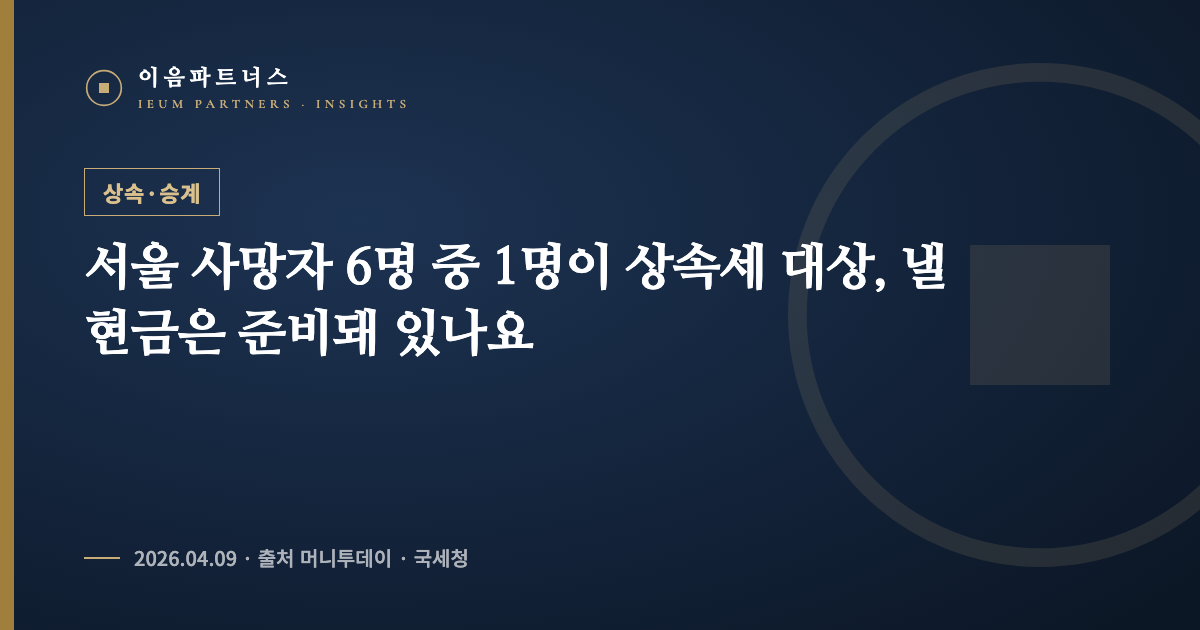 이음파트너스
IEUM PARTNERS · INSIGHTS
상속·승계
서울 사망자 6명 중 1명이 상속세 대상, 낼
현금은 준비돼 있나요
2026.04.09 · 출처 머니투데이 · 국세청